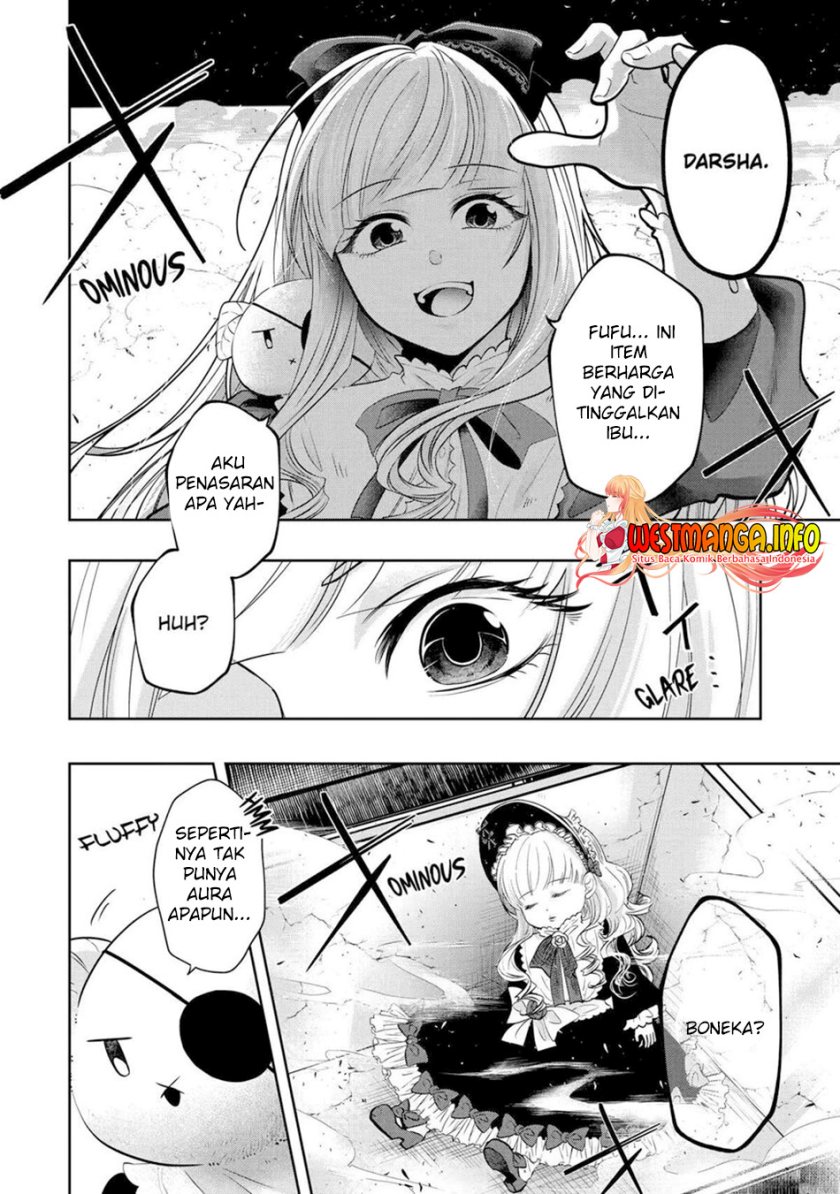 DARSHA.
OMINOUS
FUFU... INI
ITEM
BERHARGA
YANG DI-
TINGGALKAN
IBU...
AKU
PENASARAN
APA YAH-
WESTMANGA.INFO
Situs Baca Komik Berbahasa Indonesia
HUH?
GLARE
HMM
FLUFFY
SEPERTI-
NYA TAK
PUNYA
AURA
APAPUN...
OMINOUS
BONEKA?